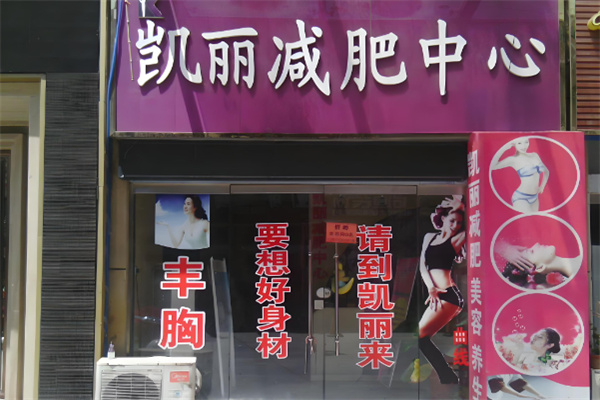 凯丽减肥中心
丰胸
要想好身材
请到凯丽来
凯丽减肥美容养生